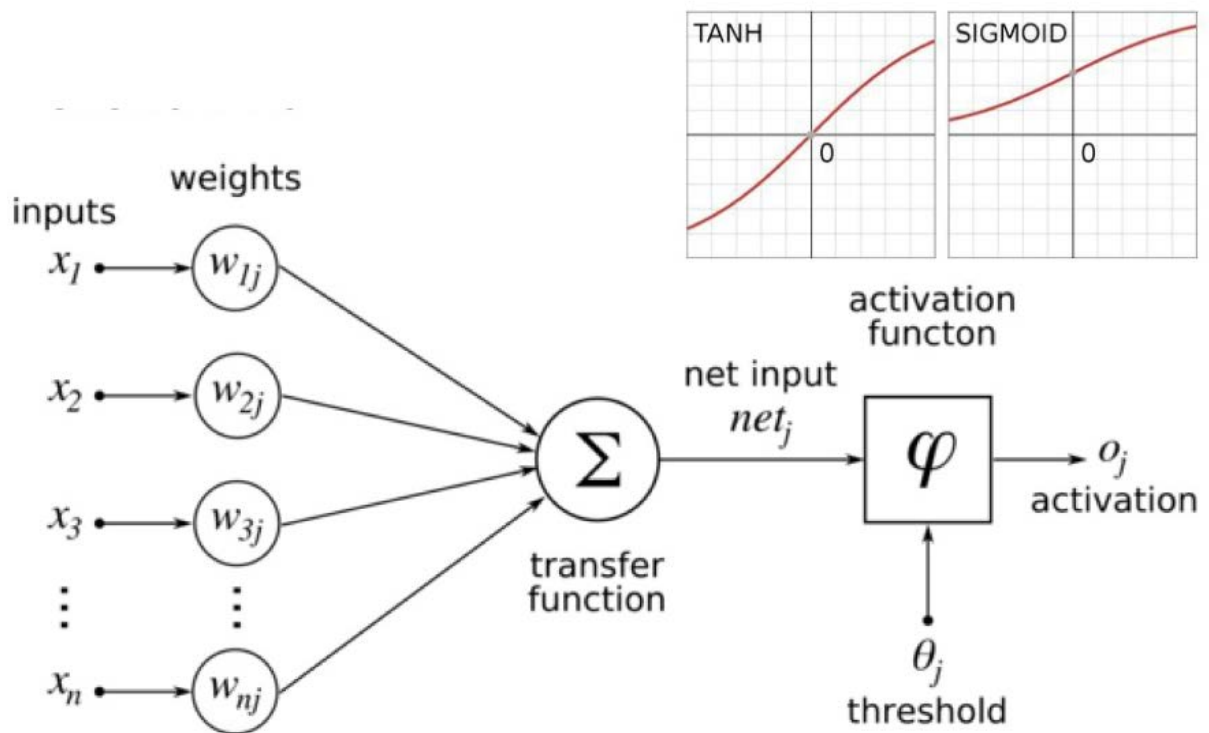 TANH
SIGMOID
0
0
weights
inputs
activation
functon
x1
w1j
net input
netj
x2
w2j
Σ
φ
oj
activation
x3
w3j
transfer
function
⋮
⋮
θj
threshold
xn
wnj